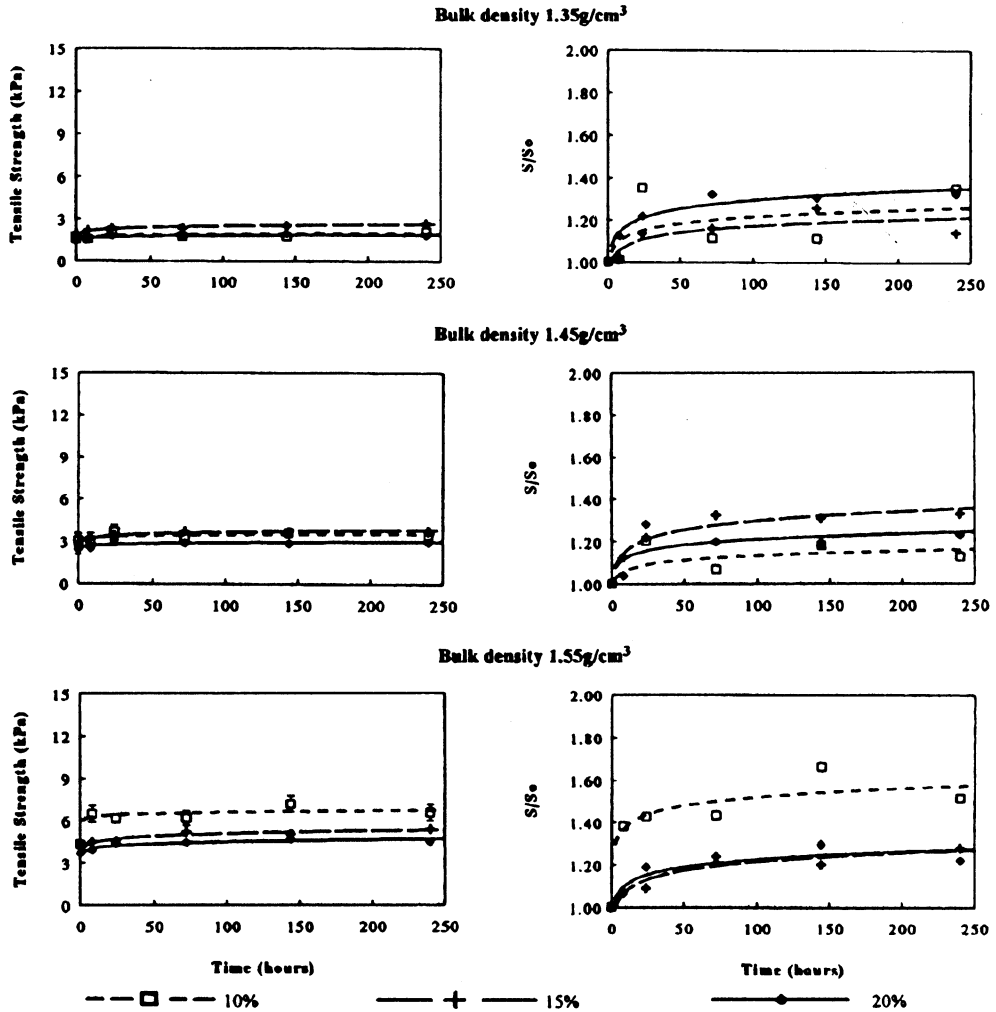 Bulk density 1.35g/cm³
Tensile Strength (kPa)
15
12
9
6
3
0
0 50 100 150 200 250
S/So
2.00
1.80
1.60
1.40
1.20
1.00
0 50 100 150 200 250
Bulk density 1.45g/cm³
Tensile Strength (kPa)
15
12
9
6
3
0
0 50 100 150 200 250
S/So
2.00
1.80
1.60
1.40
1.20
1.00
0 50 100 150 200 250
Bulk density 1.55g/cm³
Tensile Strength (kPa)
15
12
9
6
3
0
0 50 100 150 200 250
Time (hours)
S/So
2.00
1.80
1.60
1.40
1.20
1.00
0 50 100 150 200 250
Time (hours)
10% 15% 20%